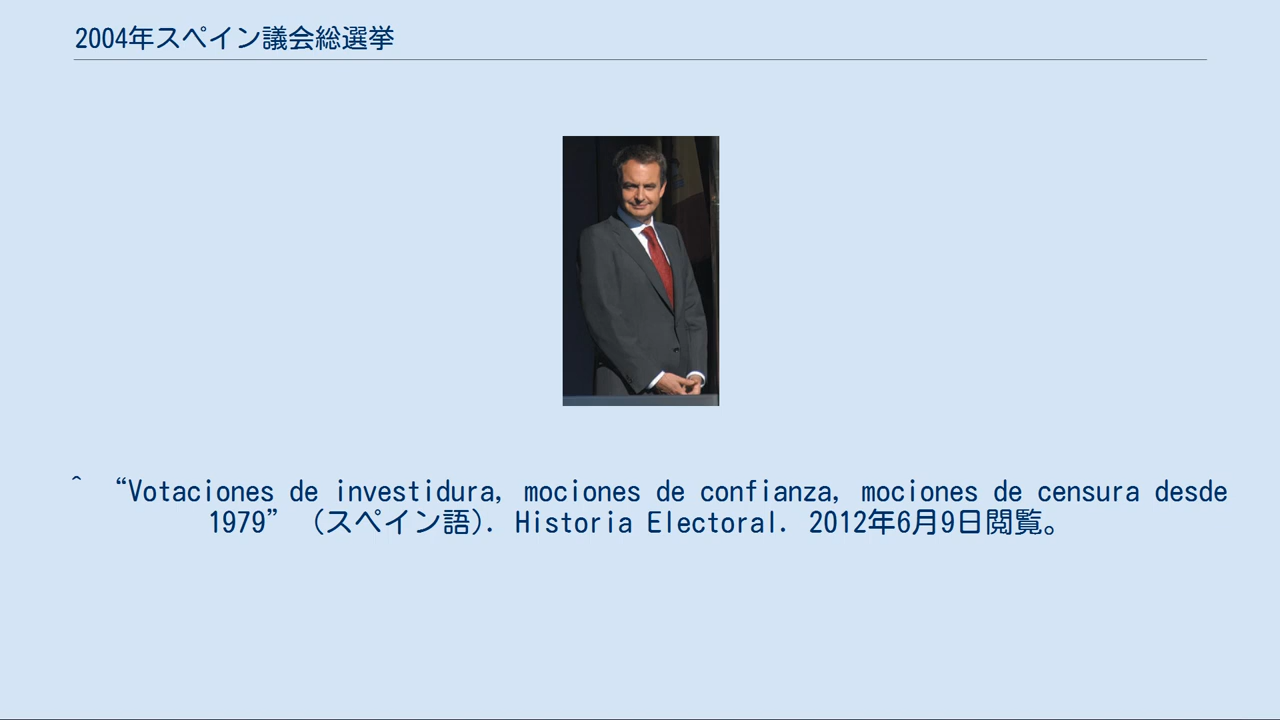 2004年スペイン議会総選挙
^ “Votaciones de investidura, mociones de confianza, mociones de censura desde
1979” (スペイン語). Historia Electoral. 2012年6月9日閲覧。